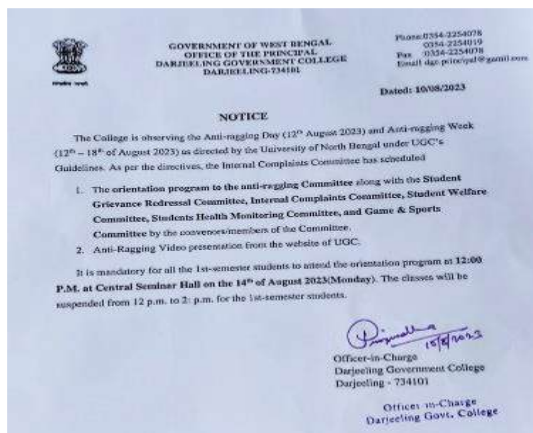 GOVERNMENT OF WEST BENGAL
OFFICE OF THE PRINCIPAL
DARJEELING GOVERNMENT COLLEGE
DARJEELING-734101
Phone:0354-2254078
0354-2254019
Fax 0354-2254078
Email dgc.principal@gamil.com
Dated: 10/08/2023
NOTICE
The College is observing the Anti-ragging Day (12th August 2023) and Anti-ragging Week
(12th – 18th of August 2023) as directed by the University of North Bengal under UGC's
Guidelines. As per the directives, the Internal Complaints Committee has scheduled
1. The orientation program to the anti-ragging Committee along with the Student
Grievance Redressal Committee, Internal Complaints Committee, Student Welfare
Committee, Students Health Monitoring Committee, and Game & Sports
Committee by the convenors/members of the Committee.
2. Anti-Ragging Video presentation from the website of UGC.
It is mandatory for all the 1st-semester students to attend the orientation program at 12:00
P.M. at Central Seminar Hall on the 14th of August 2023(Monday). The classes will be
suspended from 12 p.m. to 2: p.m. for the 1st-semester students.
Officer-in-Charge
Darjeeling Government College
Darjeeling - 734101
Officer in-Charge
Darjeeling Govt. College